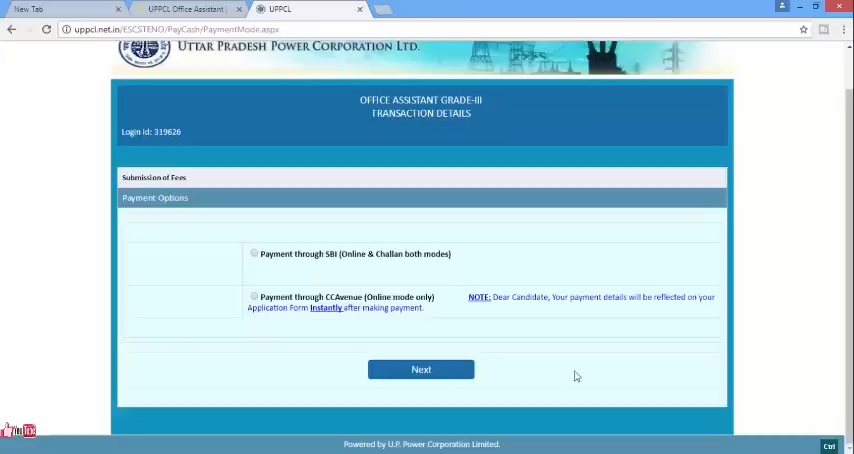 New Tab
UPPCL Office Assistant |
UPPCL
uppcl.net.in/ESCSTENO/PayCash/PaymentMode.aspx
UTTAR PRADESH POWER CORPORATION LTD.
OFFICE ASSISTANT GRADE-III
TRANSACTION DETAILS
Login Id: 319626
Submission of Fees
Payment Options
Payment through SBI (Online & Challan both modes)
Payment through CCAvenue (Online mode only) NOTE: Dear Candidate, Your payment details will be reflected on your
Application Form Instantly after making payment.
Next
You Tube
Powered by U.P. Power Corporation Limited.
Ctrl